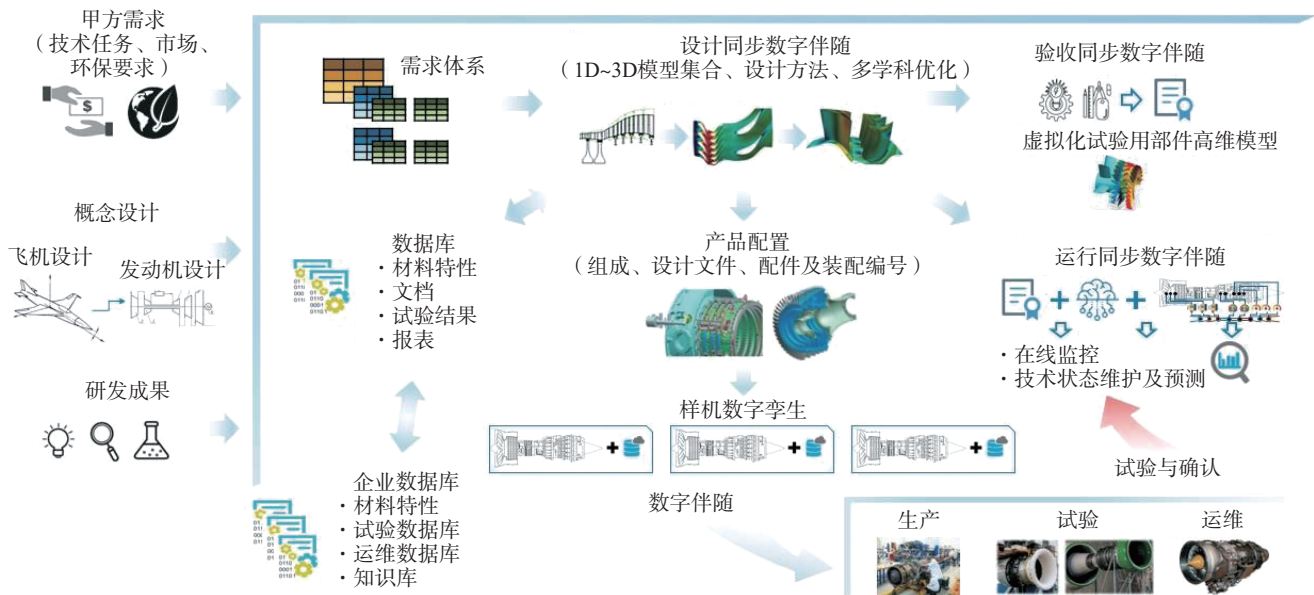 甲方需求
（技术任务、市场、
环保要求）
$
概念设计
飞机设计
发动机设计
研发成果
需求体系
数据库
·材料特性
·文档
·试验结果
·报表
企业数据库
·材料特性
·试验数据库
·运维数据库
·知识库
设计同步数字伴随
（1D~3D模型集合、设计方法、多学科优化）
产品配置
（组成、设计文件、配件及装配编号）
样机数字孪生
数字伴随
验收同步数字伴随
虚拟化试验用部件高维模型
运行同步数字伴随
·在线监控
·技术状态维护及预测
试验与确认
生产
试验
运维